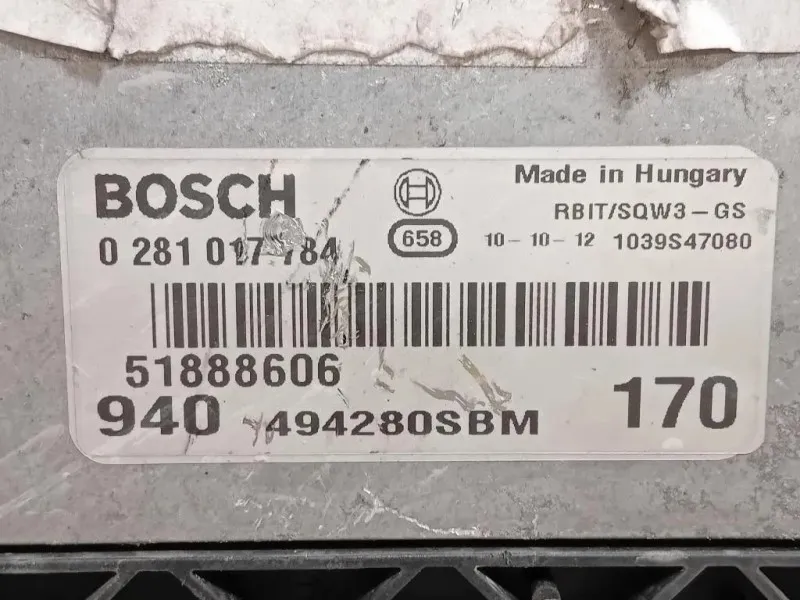 BOSCH
Made in Hungary
RBIT/SQW3-GS
0 281 017 784
658
10-10-12 1039S47080
51888606
940 494280SBM 170